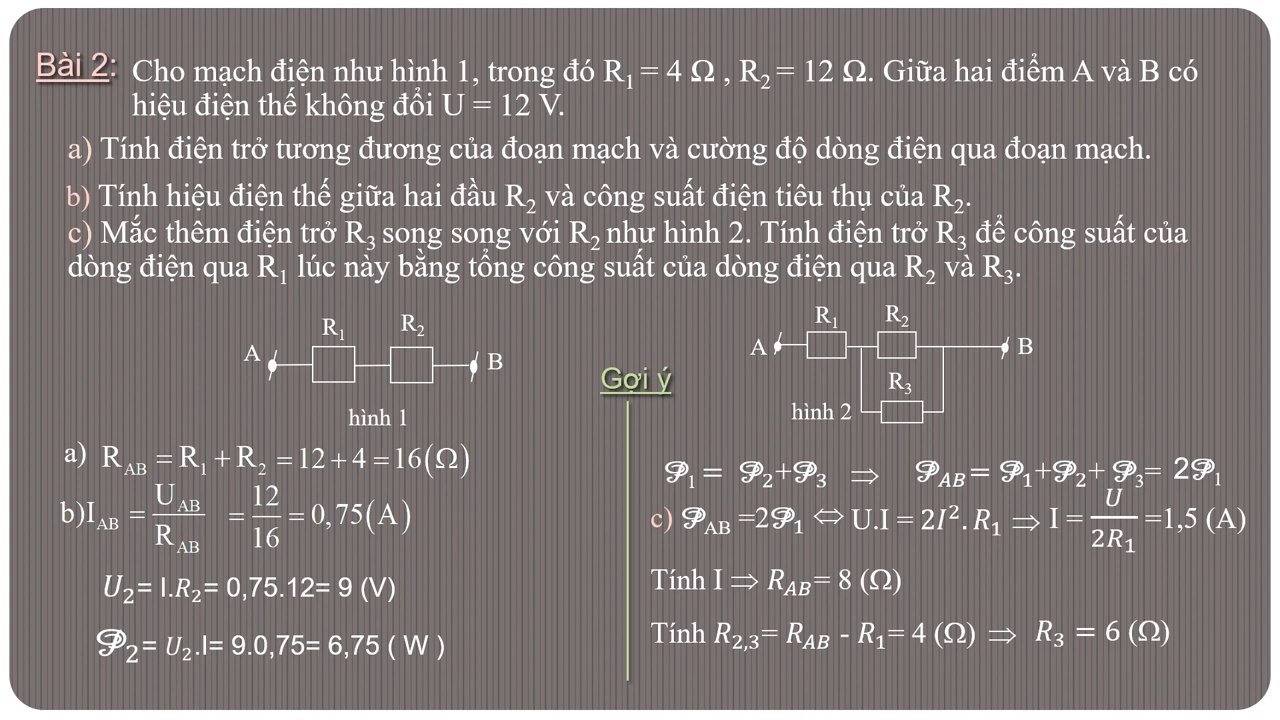 Bài 2: Cho mạch điện như hình 1, trong đó R₁ = 4 Ω , R₂ = 12 Ω. Giữa hai điểm A và B có
hiệu điện thế không đổi U = 12 V.
a) Tính điện trở tương đương của đoạn mạch và cường độ dòng điện qua đoạn mạch.
b) Tính hiệu điện thế giữa hai đầu R₂ và công suất điện tiêu thụ của R₂.
c) Mắc thêm điện trở R₃ song song với R₂ như hình 2. Tính điện trở R₃ để công suất của
dòng điện qua R₁ lúc này bằng tổng công suất của dòng điện qua R₂ và R₃.
A R₁ R₂ B
hình 1
A R₁ R₂ B
R₃
hình 2
Gợi ý
a) R_AB = R₁ + R₂ = 12 + 4 = 16(Ω)
b)I_AB = U_AB / R_AB = 12 / 16 = 0,75(A)
U₂= I.R₂= 0,75.12= 9 (V)
𝒫₂= U₂.I= 9.0,75= 6,75 ( W )
𝒫₁ = 𝒫₂+𝒫₃ ⇒ 𝒫_AB = 𝒫₁+𝒫₂+ 𝒫₃= 2𝒫₁
c) 𝒫_AB =2𝒫₁ ⇔ U.I = 2I².R₁ ⇒ I = U / 2R₁ =1,5 (A)
Tính I ⇒ R_AB= 8 (Ω)
Tính R₂,₃= R_AB - R₁= 4 (Ω) ⇒ R₃ = 6 (Ω)